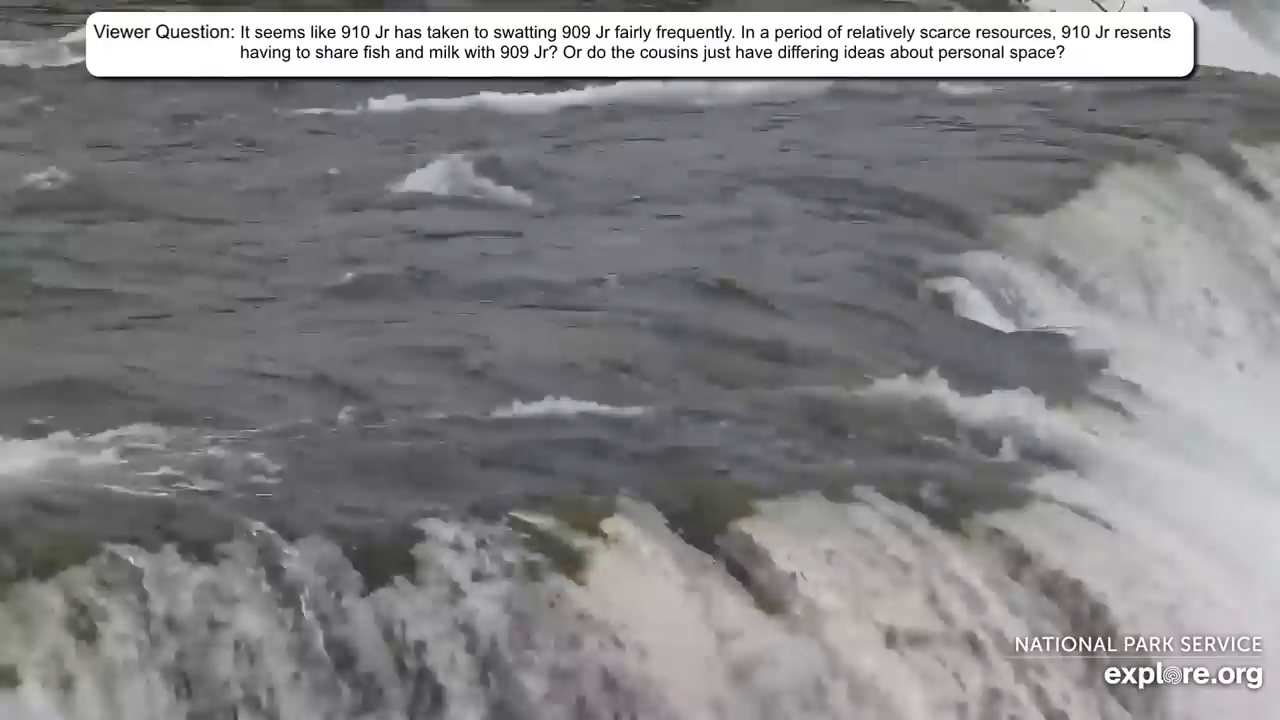 Viewer Question: It seems like 910 Jr has taken to swatting 909 Jr fairly frequently. In a period of relatively scarce resources, 910 Jr resents
having to share fish and milk with 909 Jr? Or do the cousins just have differing ideas about personal space?
NATIONAL PARK SERVICE
explore.org